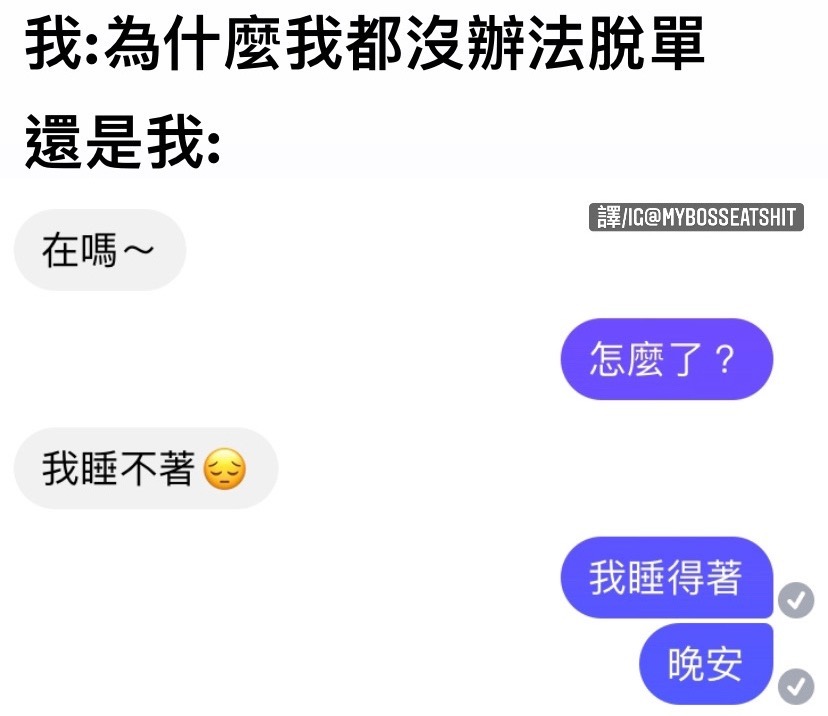 我:為什麼我都沒辦法脫單
還是我:
譯/IG@MYBOSSEATSHIT
在嗎～
怎麼了？
我睡不著😔
我睡得著
晚安